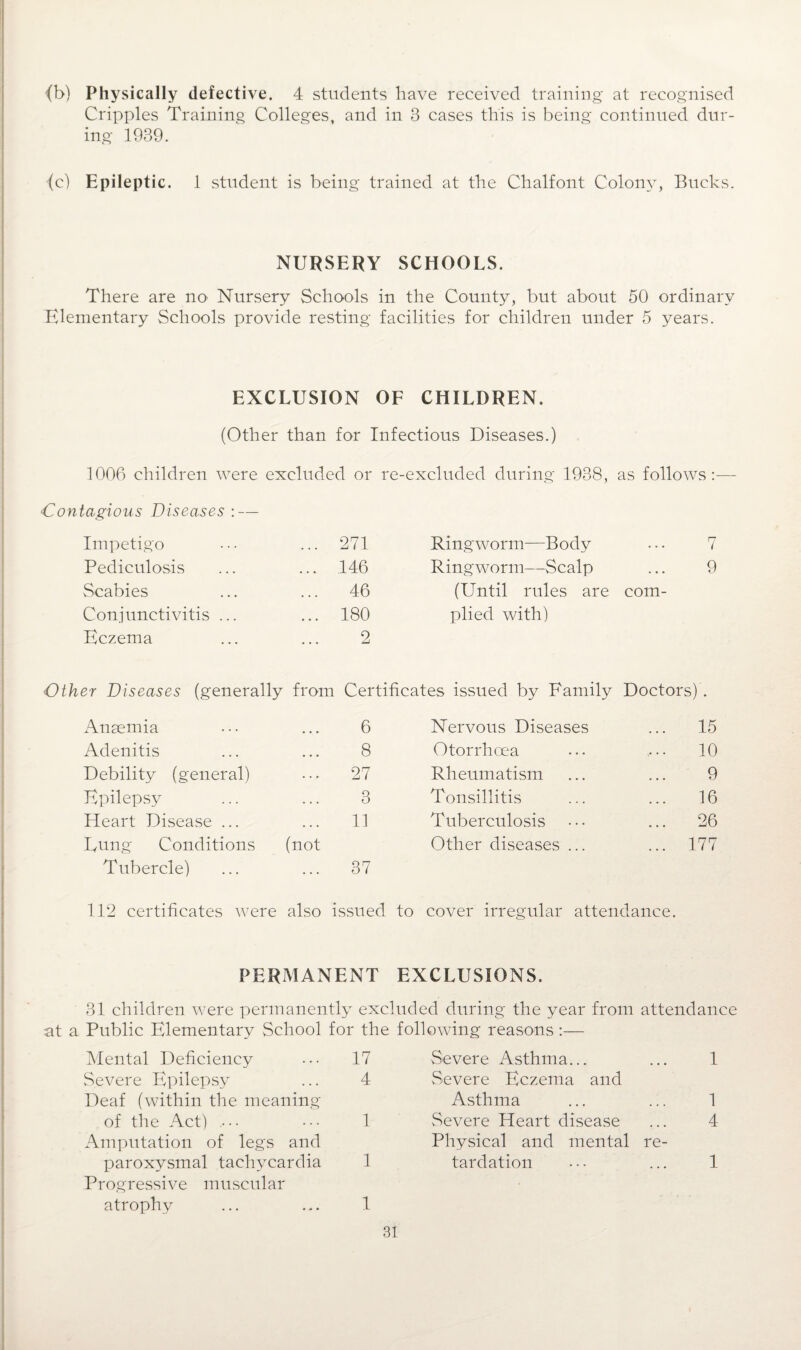 (b) Physically defective. 4 students have received training at recognised
Cripples Training Colleges, and in 3 cases this is being continued dur-
ing 1939.
(c) Epileptic. 1 student is being trained at the Chalfont Colony, Bucks.
NURSERY SCHOOLS.
There are no Nursery Schools in the County, but about 50 ordinary
Elementary Schools provide resting facilities for children under 5 years.
EXCLUSION OF CHILDREN.
(Other than for Infectious Diseases.)
1006 children were excluded or re-excluded during 1938, as follows:—
Contagious Diseases:—
Impetigo ... ... 271 Ringworm—Body ... 7
Pediculosis ... ... 146 Ringworm—Scalp ... 9
Scabies ... ... 46 (Until rules are com-
Conjunctivitis ... ... 180 plied with)
Eczema ... ... 2
Other Diseases (generally from Certificates issued by Family Doctors).
Anæmia ... ... 6 Nervous Diseases ... 15
Adenitis ... ... 8 Otorrhœa ... ... 10
Debility (general) ... 27 Rheumatism ... ... 9
Epilepsy ... ... 3 Tonsillitis ... ... 16
Heart Disease ... ... 11 Tuberculosis ... ... 26
Lung Conditions (not Other diseases ... ... 177
Tubercle) ... ... 37
112 certificates were also issued to cover irregular attendance.
PERMANENT EXCLUSIONS.
31 children were permanently excluded during the year from attendance
at a Public Elementary School for the following reasons:—
Mental Deficiency ... 17 Severe Asthma... ... 1
Severe Epilepsy ... 4 Severe Eczema and
Deaf (within the meaning Asthma ... ... 1
of the Act) ... ... 1 Severe Heart disease ... 4
Amputation of legs and Physical and mental re-
paroxysmal tachycardia 1 tardation ... ... 1
Progressive muscular
atrophy ... ... 1
31